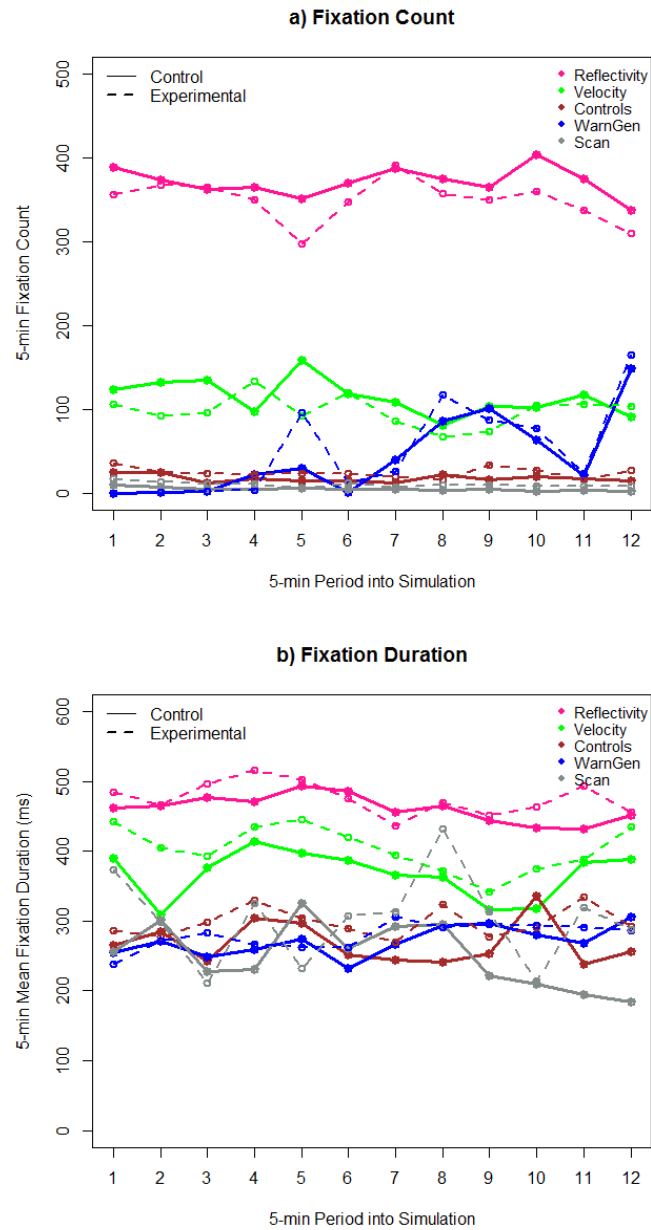 a) Fixation Count
500
400
300
200
100
0
5-min Fixation Count
Control
Experimental
Reflectivity
Velocity
Controls
WarnGen
Scan
1 2 3 4 5 6 7 8 9 10 11 12
5-min Period into Simulation
b) Fixation Duration
600
500
400
300
200
100
0
5-min Mean Fixation Duration (ms)
Control
Experimental
Reflectivity
Velocity
Controls
WarnGen
Scan
1 2 3 4 5 6 7 8 9 10 11 12
5-min Period into Simulation